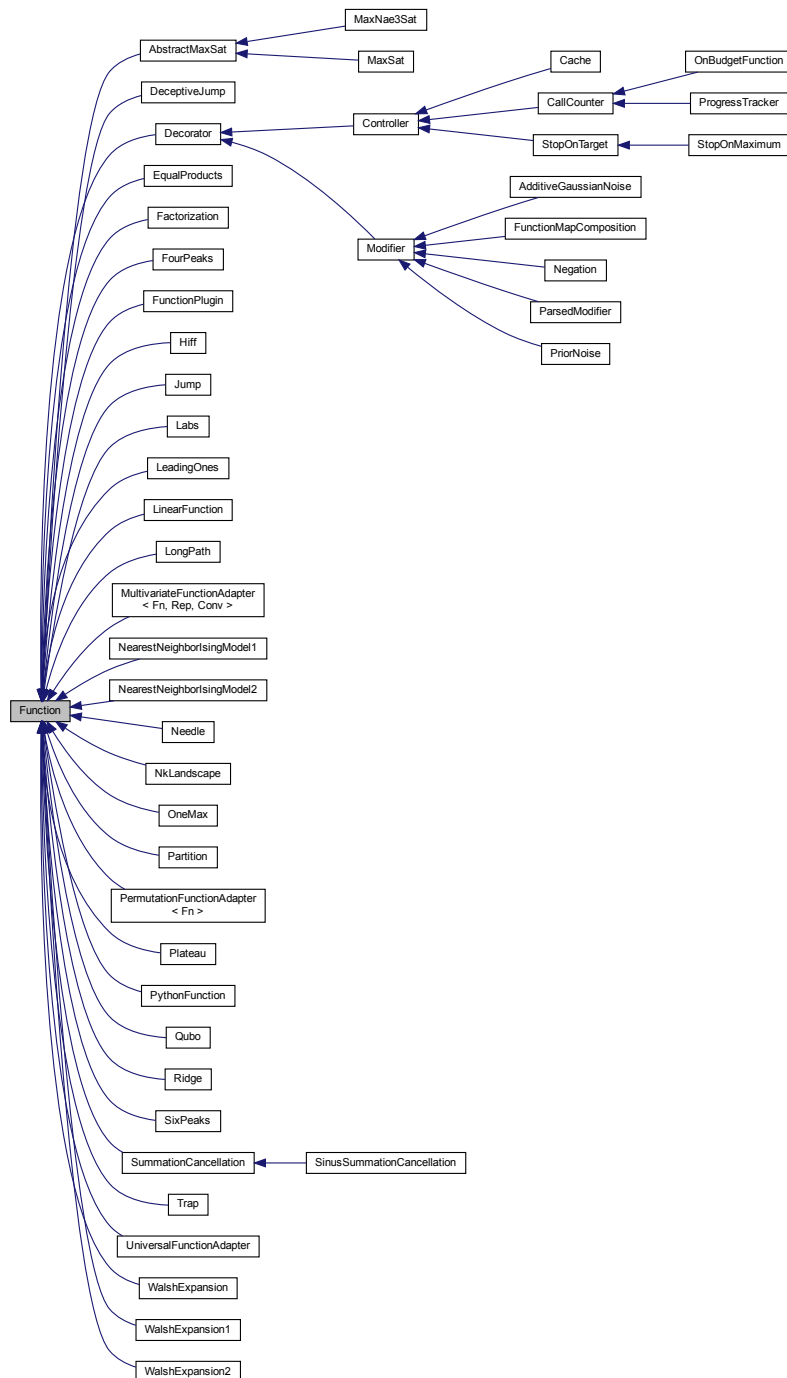 MaxNae3Sat
AbstractMaxSat
MaxSat
Cache
OnBudgetFunction
DeceptiveJump
CallCounter
ProgressTracker
Controller
Decorator
StopOnTarget
StopOnMaximum
EqualProducts
AdditiveGaussianNoise
Factorization
FunctionMapComposition
Modifier
FourPeaks
Negation
FunctionPlugin
ParsedModifier
Hiff
PriorNoise
Jump
Labs
LeadingOnes
LinearFunction
LongPath
MultivariateFunctionAdapter
< Fn, Rep, Conv >
NearestNeighborIsingModel1
NearestNeighborIsingModel2
Function
Needle
NkLandscape
OneMax
Partition
PermutationFunctionAdapter
< Fn >
Plateau
PythonFunction
Qubo
Ridge
SixPeaks
SummationCancellation
SinusSummationCancellation
Trap
UniversalFunctionAdapter
WalshExpansion
WalshExpansion1
WalshExpansion2